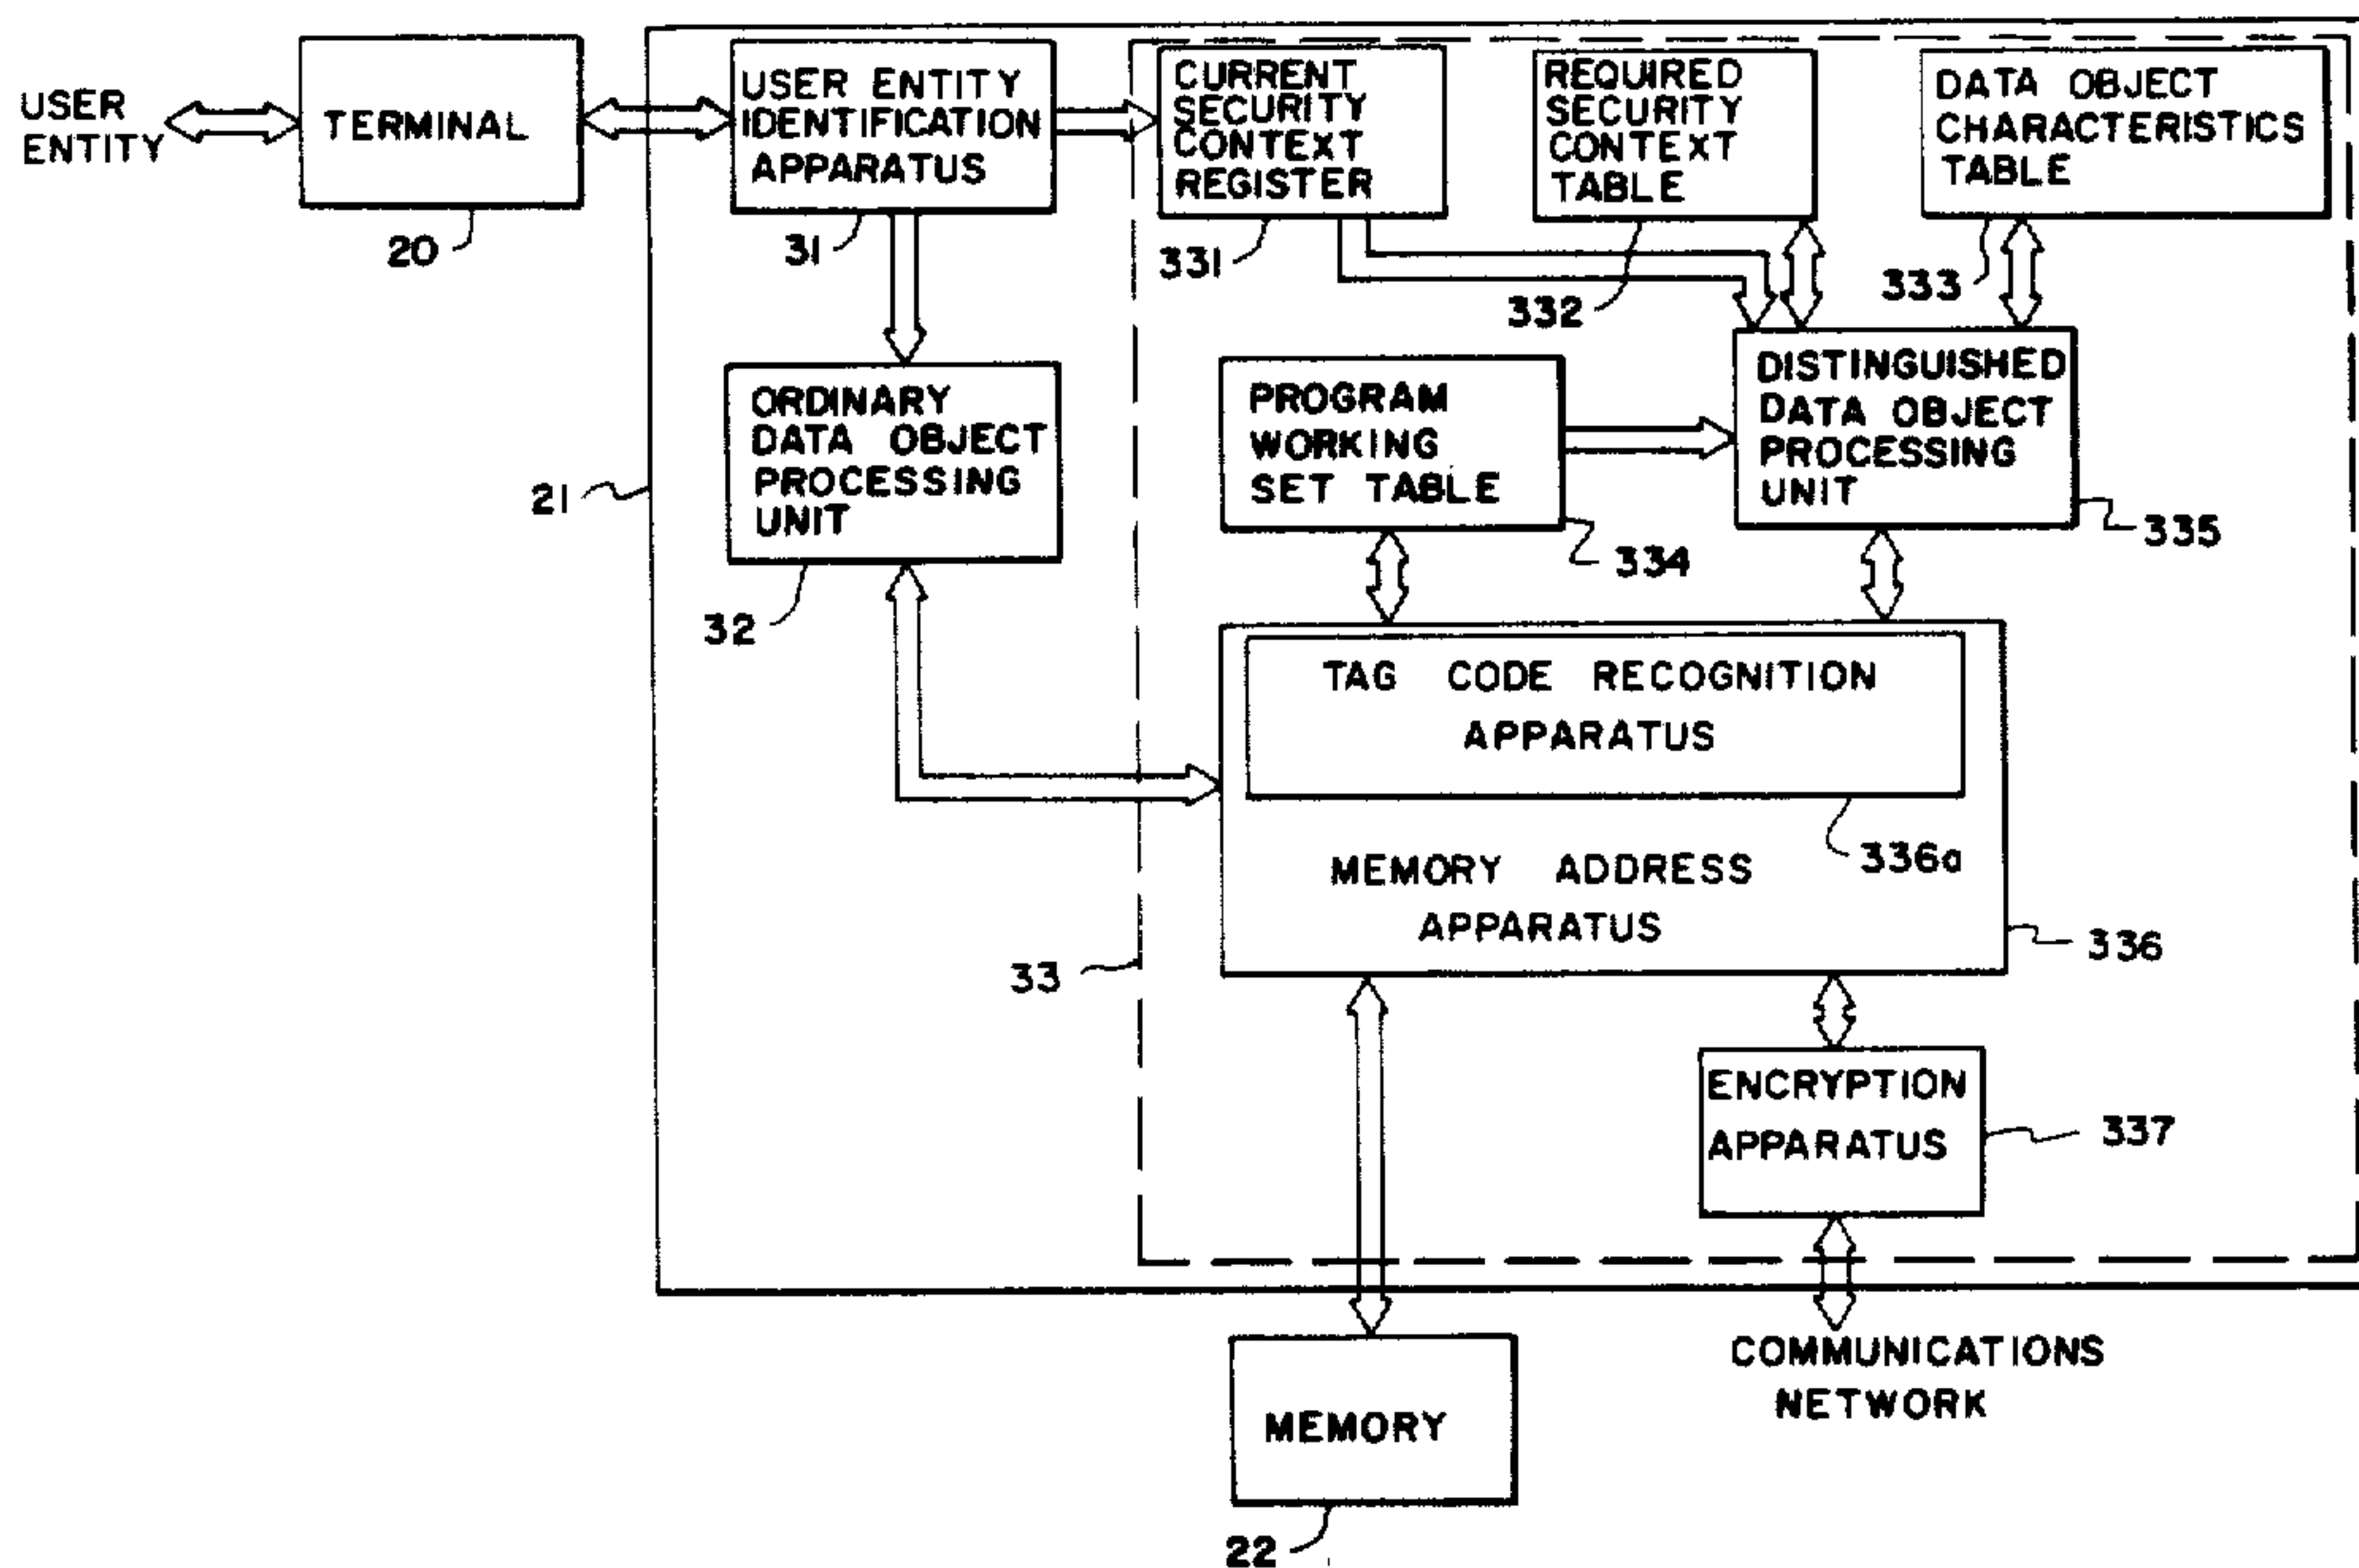 USER
ENTITY
TERMINAL
20
USER ENTITY
IDENTIFICATION
APPARATUS
31
CURRENT
SECURITY
CONTEXT
REGISTER
331
REQUIRED
SECURITY
CONTEXT
TABLE
332
DATA OBJECT
CHARACTERISTICS
TABLE
333
ORDINARY
DATA OBJECT
PROCESSING
UNIT
32
21
PROGRAM
WORKING
SET TABLE
334
DISTINGUISHED
DATA OBJECT
PROCESSING
UNIT
335
TAG CODE RECOGNITION
APPARATUS
336a
MEMORY ADDRESS
APPARATUS
336
33
ENCRYPTION
APPARATUS
337
MEMORY
22
COMMUNICATIONS
NETWORK